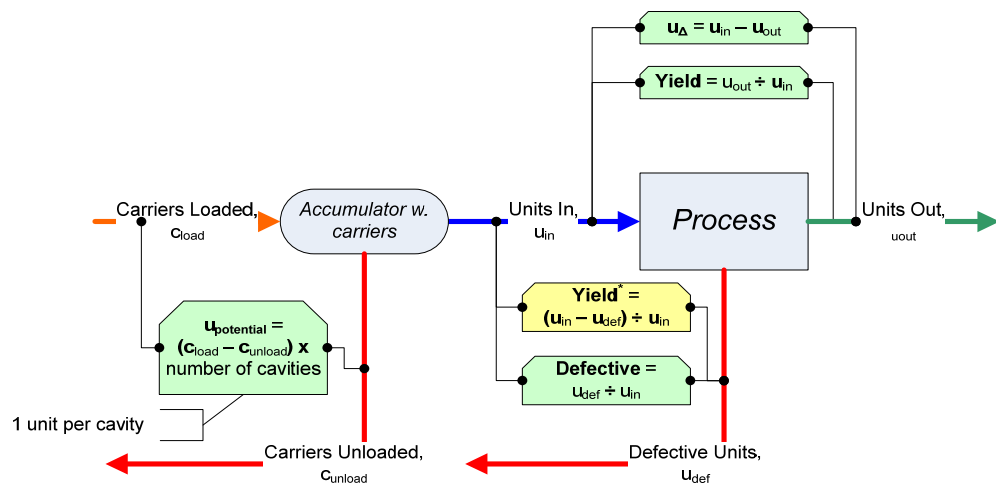 u∆ = uin – uout
Yield = uout ÷ uin
Carriers Loaded,
cload
Accumulator w.
carriers
Units In,
uin
Process
Units Out,
uout
upotential =
(cload – cunload) x
number of cavities
Yield* =
(uin – udef) ÷ uin
Defective =
udef ÷ uin
1 unit per cavity
Carriers Unloaded,
cunload
Defective Units,
udef